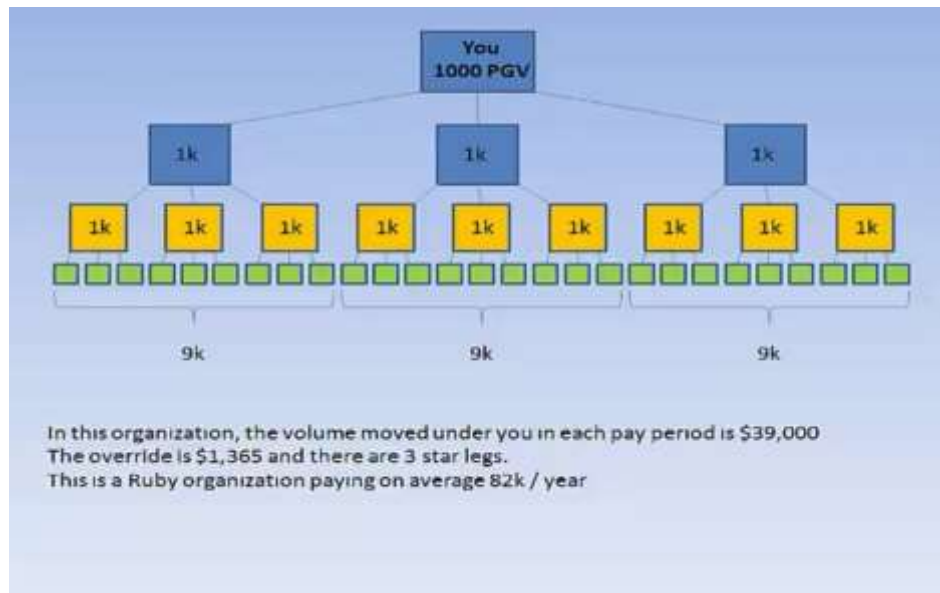 You
1000 PGV
1k 1k 1k
1k 1k 1k 1k 1k 1k 1k 1k 1k
9k 9k 9k
In this organization, the volume moved under you in each pay period is $39,000
The override is $1,365 and there are 3 star legs.
This is a Ruby organization paying on average 82k / year